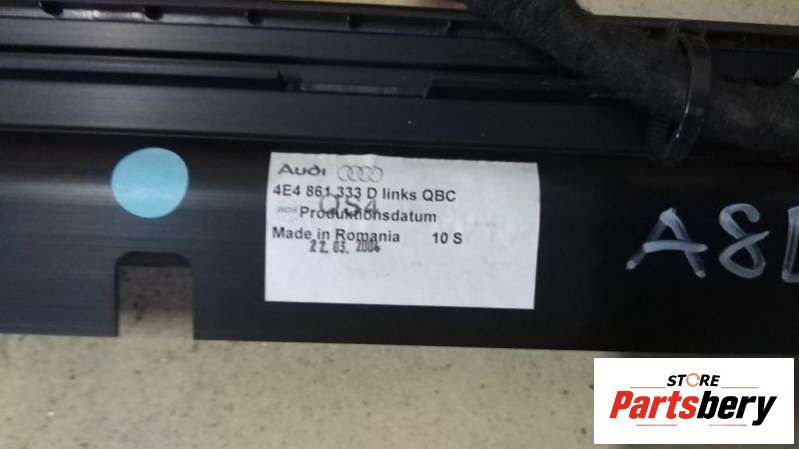 Audi
4E4 861 333 D links QBC
QS4
Produktionsdatum
Made in Romania 10 S
22.03.2004
A8
STORE
Partsbery